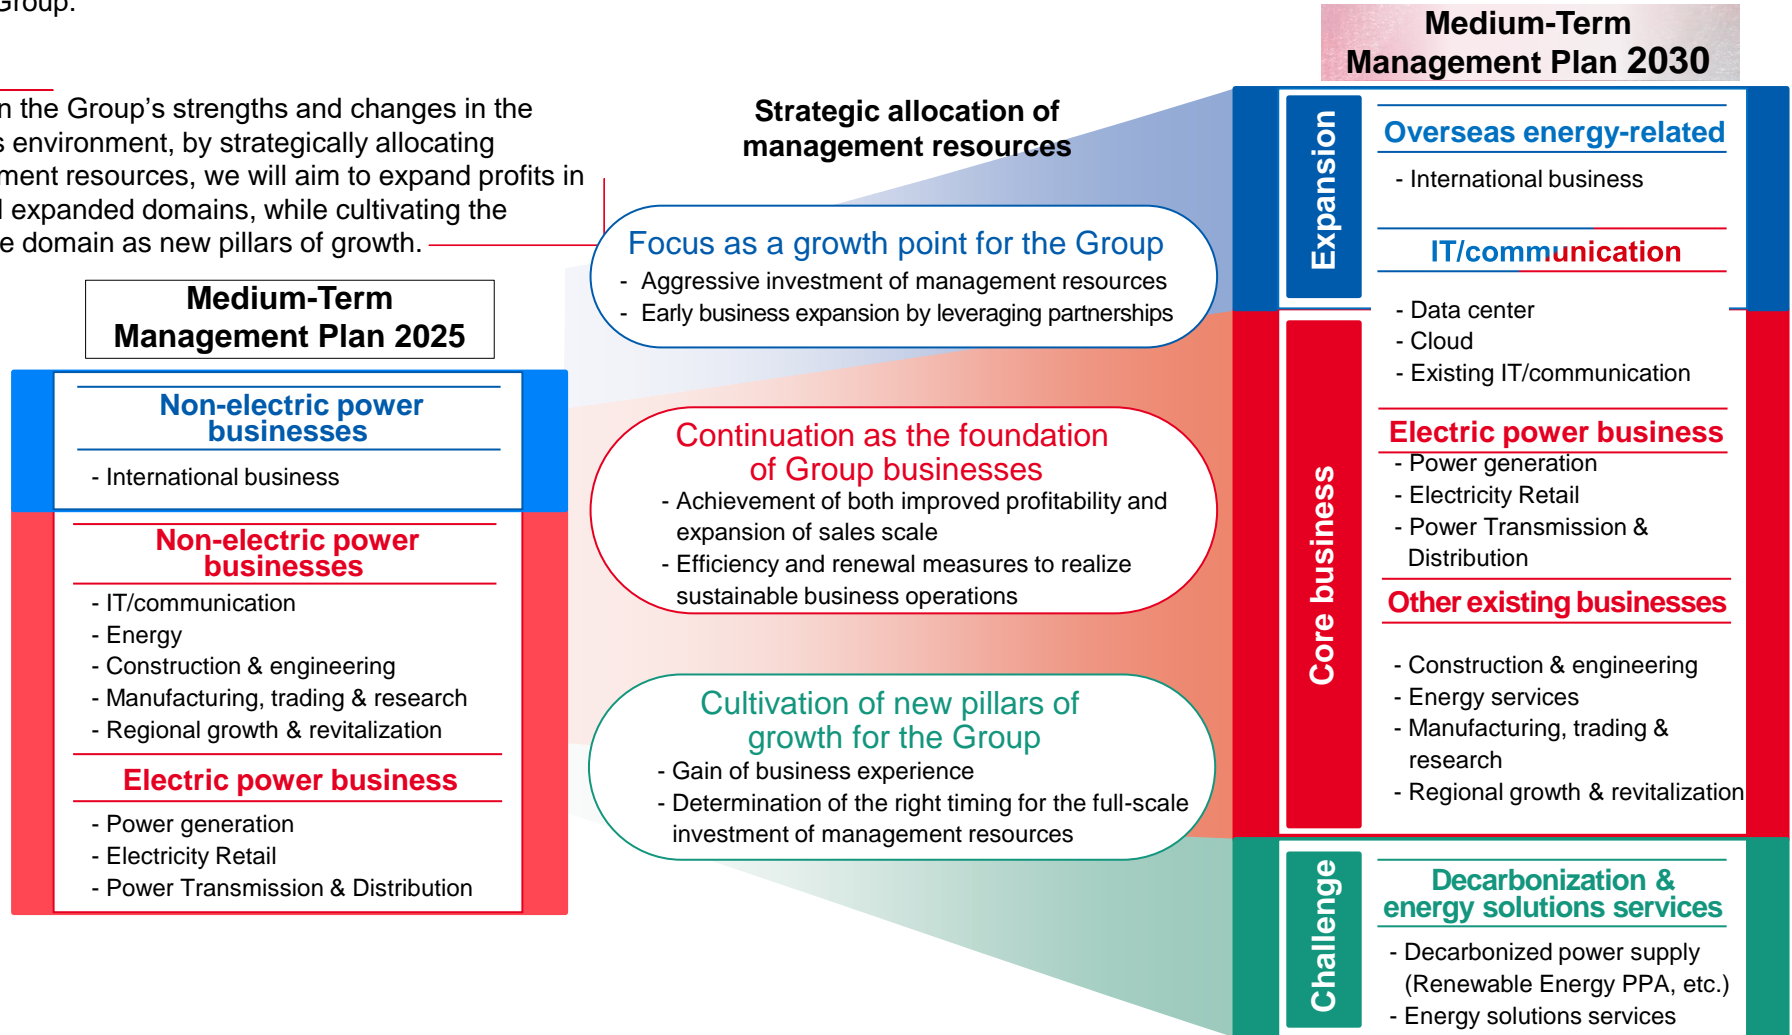 Group.
n the Group's strengths and changes in the
s environment, by strategically allocating
ment resources, we will aim to expand profits in
l expanded domains, while cultivating the
e domain as new pillars of growth.
Medium-Term
Management Plan 2025
Non-electric power
businesses
- International business
Non-electric power
businesses
- IT/communication
- Energy
- Construction & engineering
- Manufacturing, trading & research
- Regional growth & revitalization
Electric power business
- Power generation
- Electricity Retail
- Power Transmission & Distribution
Strategic allocation of
management resources
Focus as a growth point for the Group
- Aggressive investment of management resources
- Early business expansion by leveraging partnerships
Continuation as the foundation
of Group businesses
- Achievement of both improved profitability and
expansion of sales scale
- Efficiency and renewal measures to realize
sustainable business operations
Cultivation of new pillars of
growth for the Group
- Gain of business experience
- Determination of the right timing for the full-scale
investment of management resources
Medium-Term
Management Plan 2030
Expansion
Overseas energy-related
- International business
IT/communication
- Data center
- Cloud
- Existing IT/communication
Core business
Electric power business
- Power generation
- Electricity Retail
- Power Transmission &
Distribution
Other existing businesses
- Construction & engineering
- Energy services
- Manufacturing, trading &
research
- Regional growth & revitalization
Challenge
Decarbonization &
energy solutions services
- Decarbonized power supply
(Renewable Energy PPA, etc.)
- Energy solutions services